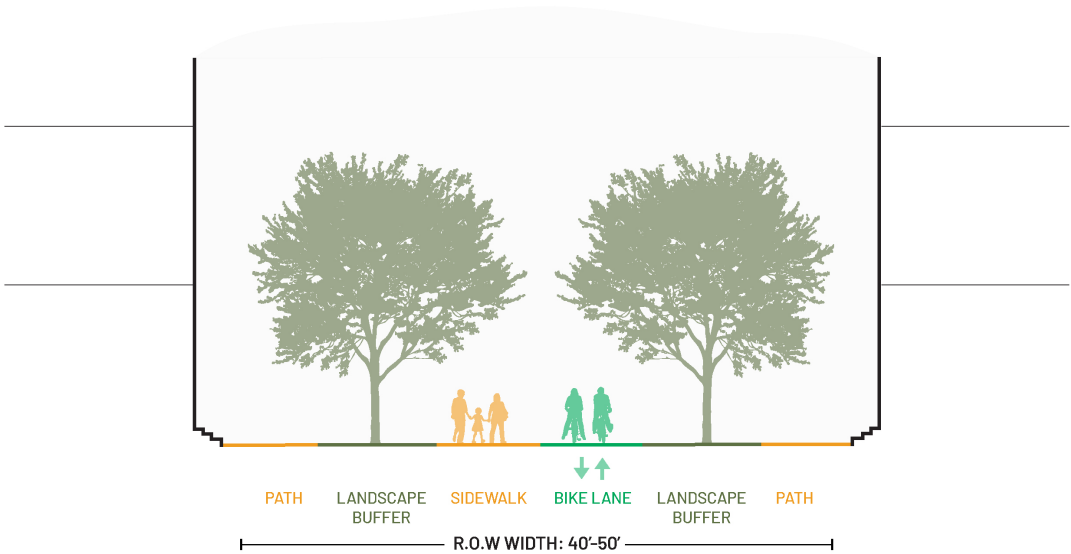 PATH
LANDSCAPE
BUFFER
SIDEWALK
BIKE LANE
LANDSCAPE
BUFFER
PATH
R.O.W WIDTH: 40'-50'